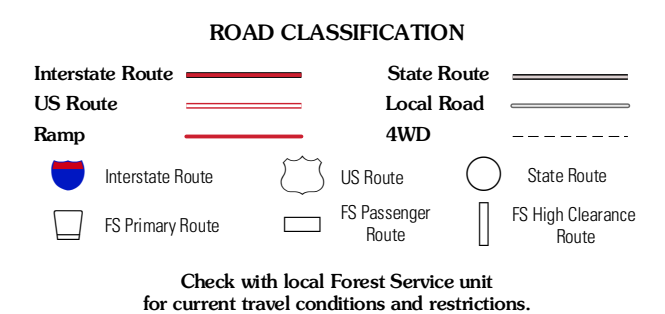 ROAD CLASSIFICATION
Interstate Route
State Route
US Route
Local Road
Ramp
4WD
Interstate Route
US Route
State Route
FS Primary Route
FS Passenger
Route
FS High Clearance
Route
Check with local Forest Service unit
for current travel conditions and restrictions.